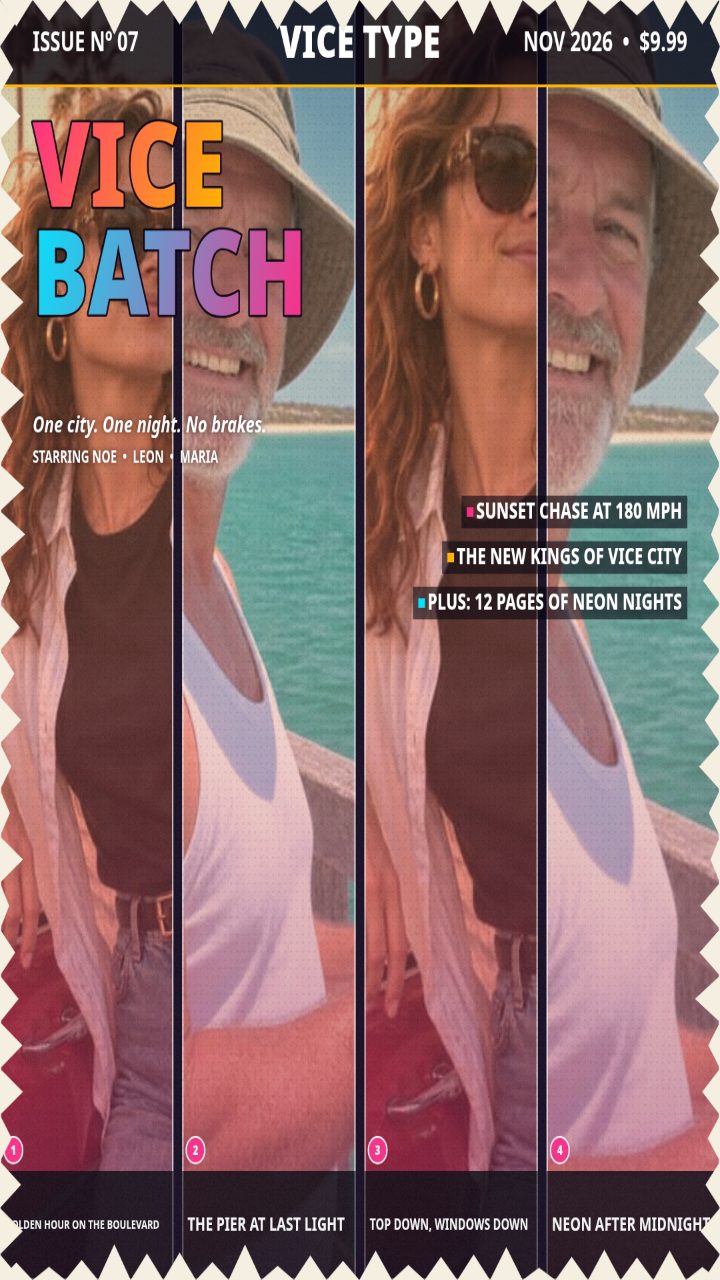 ISSUE Nº 07
VICE TYPE
NOV 2026 • $9.99
VICE
BATCH
One city. One night. No brakes.
STARRING NOE • LEON • MARIA
SUNSET CHASE AT 180 MPH
THE NEW KINGS OF VICE CITY
PLUS: 12 PAGES OF NEON NIGHTS
1
2
3
4
OLDEN HOUR ON THE BOULEVARD
THE PIER AT LAST LIGHT
TOP DOWN, WINDOWS DOWN
NEON AFTER MIDNIGHT